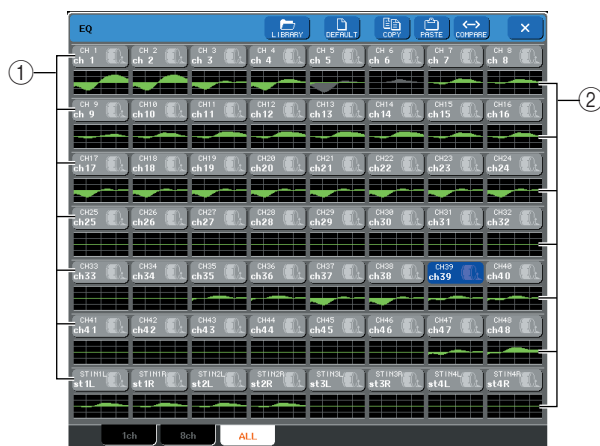 EQ LIBRARY DEFAULT COPY PASTE COMPARE
CH 1 CH 2 CH 3 CH 4 CH 5 CH 6 CH 7 CH 8
① ch 1 ch 2 ch 3 ch 4 ch 5 ch 6 ch 7 ch 8
②
CH 9 CH10 CH11 CH12 CH13 CH14 CH15 CH16
ch 9 ch10 ch11 ch12 ch13 ch14 ch15 ch16
CH17 CH18 CH19 CH20 CH21 CH22 CH23 CH24
ch17 ch18 ch19 ch20 ch21 ch22 ch23 ch24
CH25 CH26 CH27 CH28 CH29 CH30 CH31 CH32
ch25 ch26 ch27 ch28 ch29 ch30 ch31 ch32
CH33 CH34 CH35 CH36 CH37 CH38 CH39 CH40
ch33 ch34 ch35 ch36 ch37 ch38 ch39 ch40
CH41 CH42 CH43 CH44 CH45 CH46 CH47 CH48
ch41 ch42 ch43 ch44 ch45 ch46 ch47 ch48
STIN1L STIN1R STIN2L STIN2R STIN3L STIN3R STIN4L STIN4R
st1L st1R st2L st2R st3L st3R st4L st4R
1ch 8ch ALL